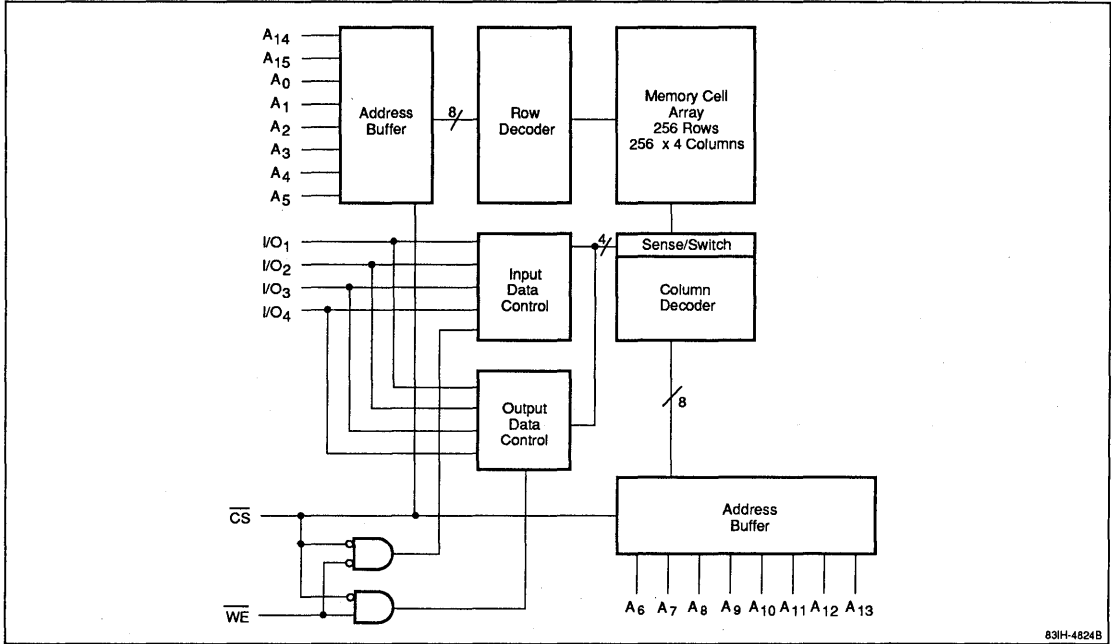 A14
A15
A0
A1
A2
A3
A4
A5
Address
Buffer
8
Row
Decoder
Memory Cell
Array
256 Rows
256 x 4 Columns
I/O1
I/O2
I/O3
I/O4
Input
Data
Control
4
Sense/Switch
Column
Decoder
Output
Data
Control
8
CS
WE
Address
Buffer
A6 A7 A8 A9 A10 A11 A12 A13
83IH-4824B